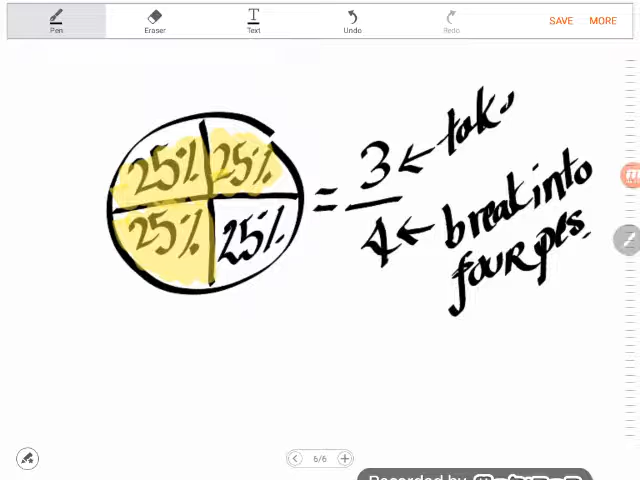 Pen
Eraser
Text
Undo
Redo
SAVE
MORE
25%
25%
25%
25%
=
3
4
← tak
← break into
four pcs.
6/6
Recorded by